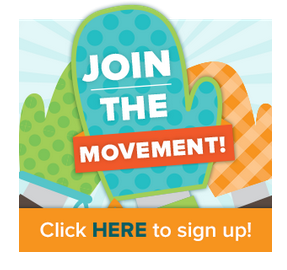 JOIN
THE
MOVEMENT!
Click HERE to sign up!